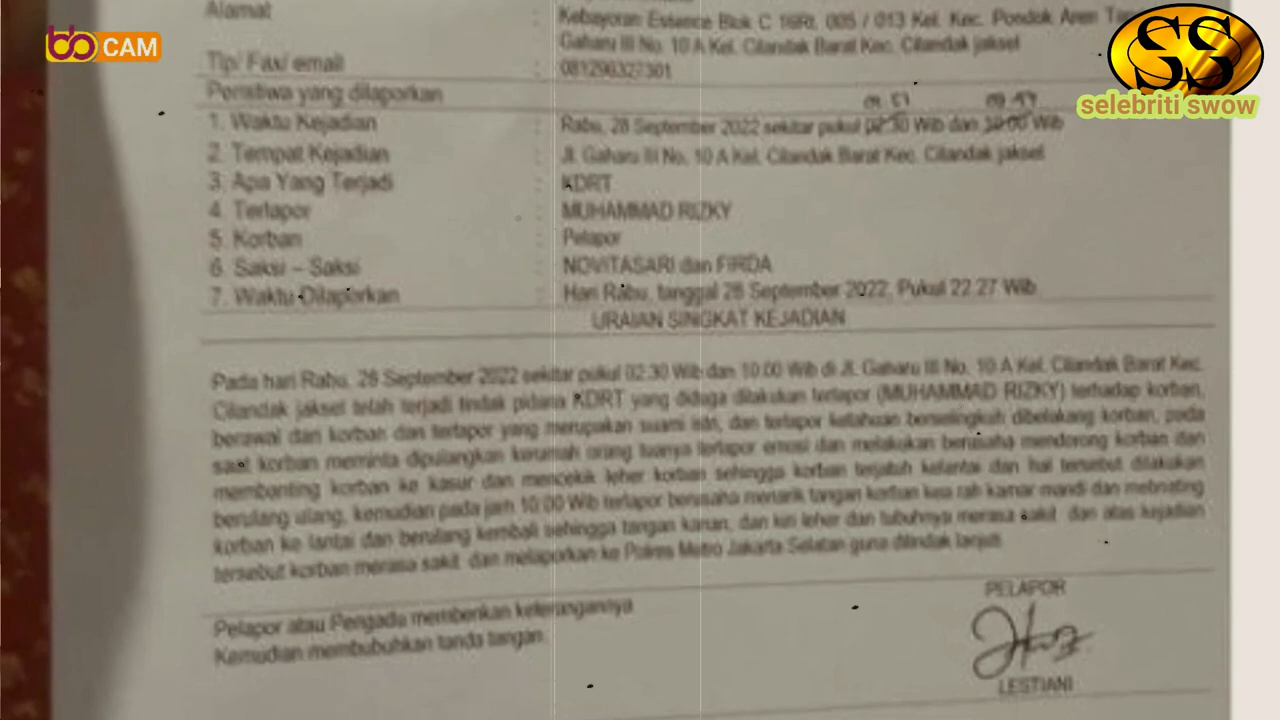 bb CAM
SS
selebriti swow
Alamat : Kebayoran Essence Blok C 16Rt. 005 / 013 Kel. Kec. Pondok Aren
Gaharu III No. 10 A Kel. Cilandak Barat Kec. Cilandak jaksel
Tlp/ Fax/ email : 081296327301
Peristiwa yang dilaporkan
1. Waktu Kejadian : Rabu, 28 September 2022 sekitar pukul 02:30 Wib dan 10:00 Wib
2. Tempat Kejadian : Jl. Gaharu III No. 10 A Kel. Cilandak Barat Kec. Cilandak jaksel
3. Apa Yang Terjadi : KDRT
4. Terlapor : MUHAMMAD RIZKY
5. Korban : Pelapor
6. Saksi – Saksi : NOVITASARI dan FIRDA
7. Waktu Dilaporkan : Hari Rabu, tanggal 28 September 2022, Pukul 22.27 Wib
URAIAN SINGKAT KEJADIAN
Pada hari Rabu, 28 September 2022 sekitar pukul 02:30 Wib dan 10:00 Wib di Jl. Gaharu III No. 10 A Kel. Cilandak Barat Kec.
Cilandak jaksel telah terjadi tindak pidana KDRT yang diduga dilakukan terlapor (MUHAMMAD RIZKY) terhadap korban,
berawal dari korban dan terlapor yang merupakan suami istri, dan terlapor ketahuan berselingkuh dibelakang korban, pada
saat korban meminta dipulangkan kerumah orang tuanya terlapor emosi dan melakukan berusaha mendorong korban dan
membanting korban ke kasur dan mencekik leher korban sehingga korban terjatuh kelantai dan hal tersebut dilakukan
berulang ulang, kemudian pada jam 10:00 Wib terlapor berusaha menarik tangan korban kea rah kamar mandi dan mebnating
korban ke lantai dan berulang kembali sehingga tangan kanan, dan kiri leher dan tubuhnya merasa sakit dan atas kejadian
tersebut korban merasa sakit dan melaporkan ke Polres Metro Jakarta Selatan guna ditindak lanjuti
Pelapor atau Pengadu memberikan keterangannya
Kemudian membubuhkan tanda tangan
PELAPOR
LESTIANI